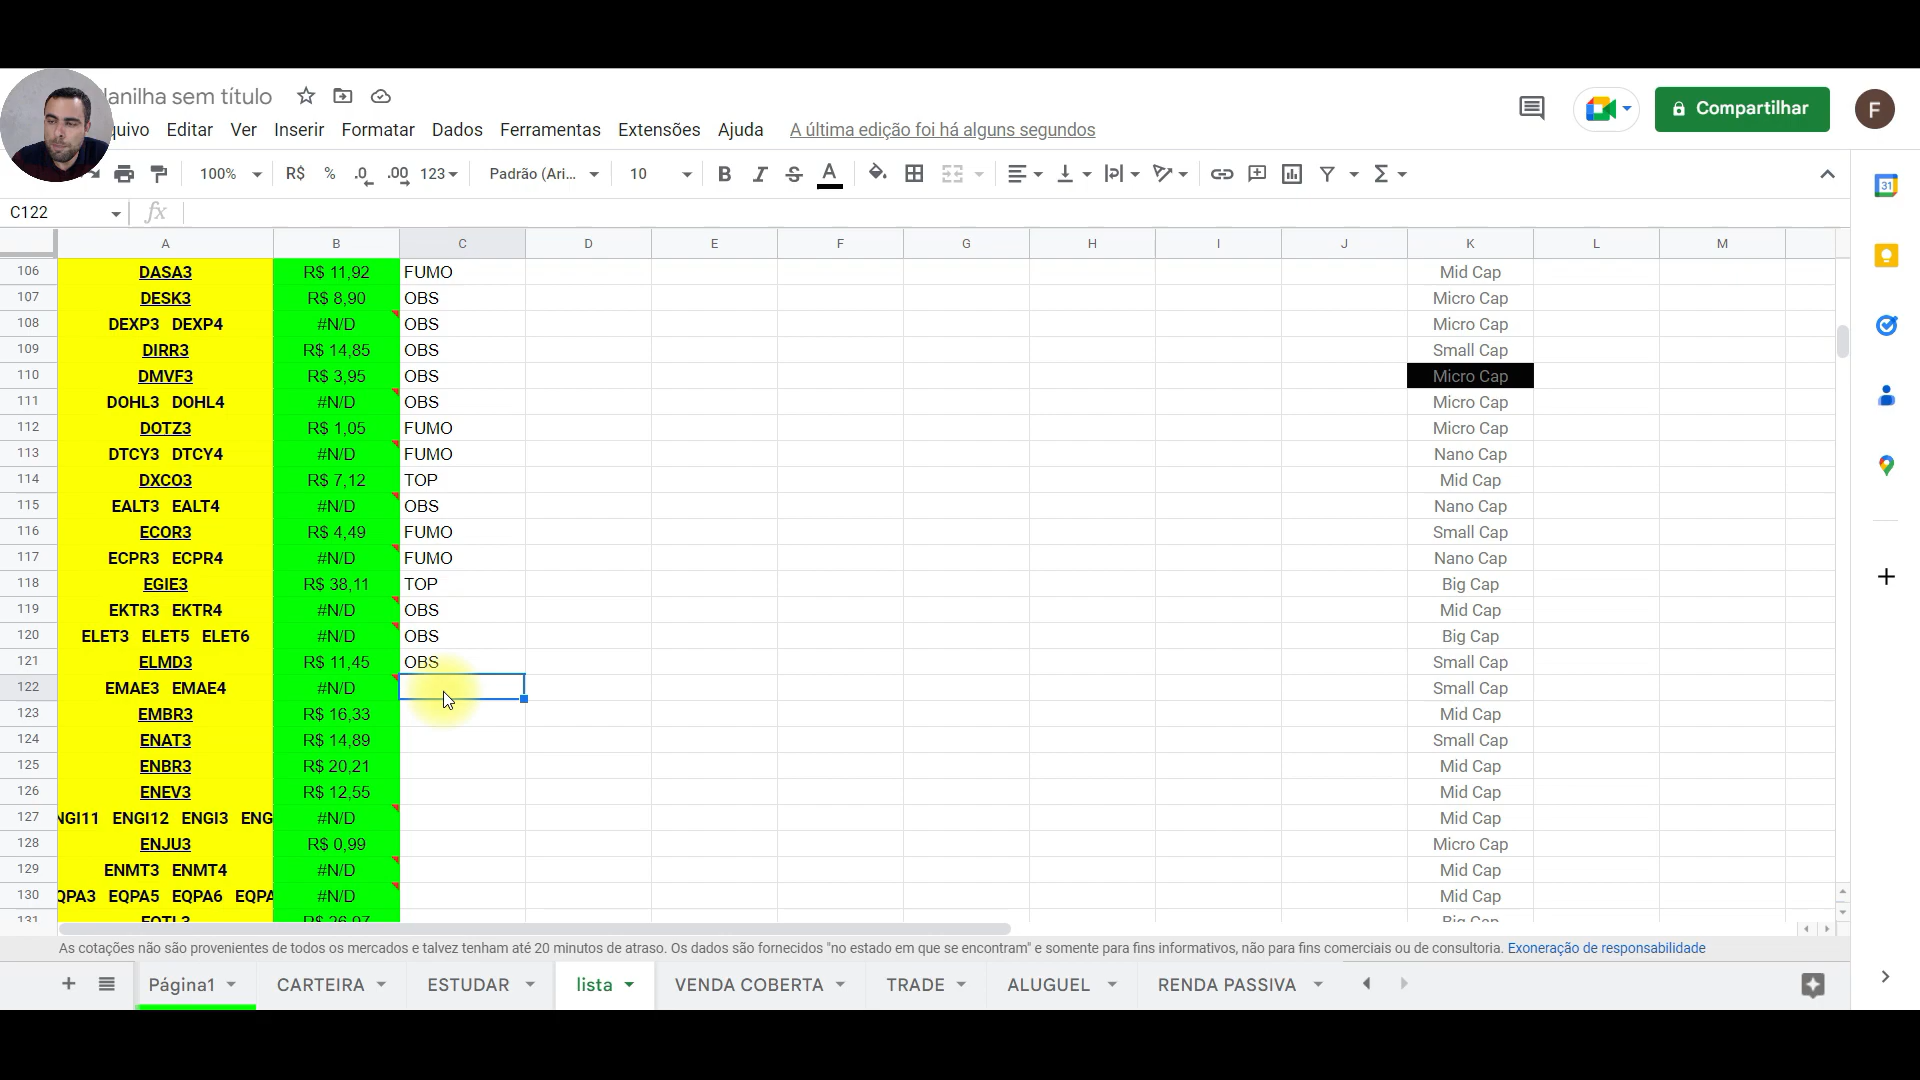 lanilha sem título
quivo Editar Ver Inserir Formatar Dados Ferramentas Extensões Ajuda A última edição foi há alguns segundos
Compartilhar
F
100% R$ % .0 .00 123 Padrão (Ari... 10 B I S A
31
C122 fx
A B C D E F G H I J K L M
106 DASA3 R$ 11,92 FUMO Mid Cap
107 DESK3 R$ 8,90 OBS Micro Cap
108 DEXP3 DEXP4 #N/D OBS Micro Cap
109 DIRR3 R$ 14,85 OBS Small Cap
110 DMVF3 R$ 3,95 OBS Micro Cap
111 DOHL3 DOHL4 #N/D OBS Micro Cap
112 DOTZ3 R$ 1,05 FUMO Micro Cap
113 DTCY3 DTCY4 #N/D FUMO Nano Cap
114 DXCO3 R$ 7,12 TOP Mid Cap
115 EALT3 EALT4 #N/D OBS Nano Cap
116 ECOR3 R$ 4,49 FUMO Small Cap
117 ECPR3 ECPR4 #N/D FUMO Nano Cap
118 EGIE3 R$ 38,11 TOP Big Cap
119 EKTR3 EKTR4 #N/D OBS Mid Cap
120 ELET3 ELET5 ELET6 #N/D OBS Big Cap
121 ELMD3 R$ 11,45 OBS Small Cap
122 EMAE3 EMAE4 #N/D Small Cap
123 EMBR3 R$ 16,33 Mid Cap
124 ENAT3 R$ 14,89 Small Cap
125 ENBR3 R$ 20,21 Mid Cap
126 ENEV3 R$ 12,55 Mid Cap
127 NGI11 ENGI12 ENGI3 ENG #N/D Mid Cap
128 ENJU3 R$ 0,99 Micro Cap
129 ENMT3 ENMT4 #N/D Mid Cap
130 QPA3 EQPA5 EQPA6 EQPA #N/D Mid Cap
131 EQTL3 R$ 26,07 Big Cap
As cotações não são provenientes de todos os mercados e talvez tenham até 20 minutos de atraso. Os dados são fornecidos "no estado em que se encontram" e somente para fins informativos, não para fins comerciais ou de consultoria. Exoneração de responsabilidade
Página1 CARTEIRA ESTUDAR lista VENDA COBERTA TRADE ALUGUEL RENDA PASSIVA